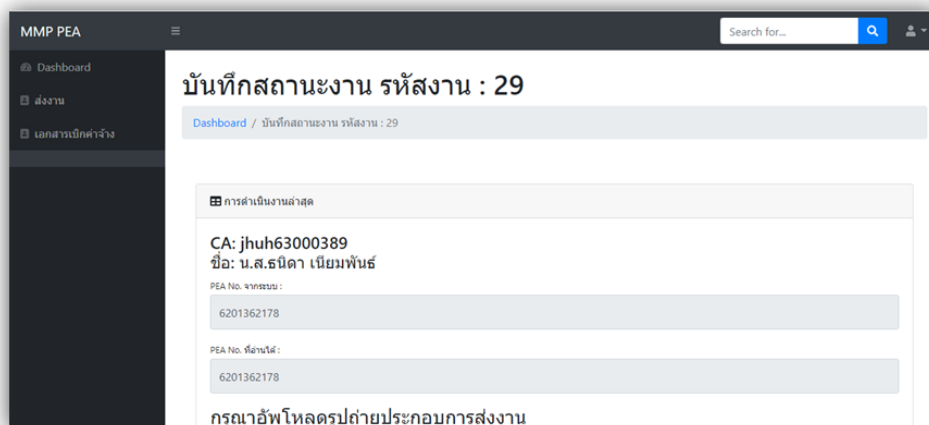 MMP PEA
Search for...
Dashboard
ส่งงาน
เอกสารเบิกค่าจ้าง
บันทึกสถานะงาน รหัสงาน : 29
Dashboard / บันทึกสถานะงาน รหัสงาน : 29
การดำเนินงานล่าสุด
CA: jhuh63000389
ชื่อ: น.ส.ธนิดา เนียมพันธ์
PEA No. จากระบบ :
6201362178
PEA No. ที่อ่านได้ :
6201362178
กรุณาอัพโหลดรูปถ่ายประกอบการส่งงาน